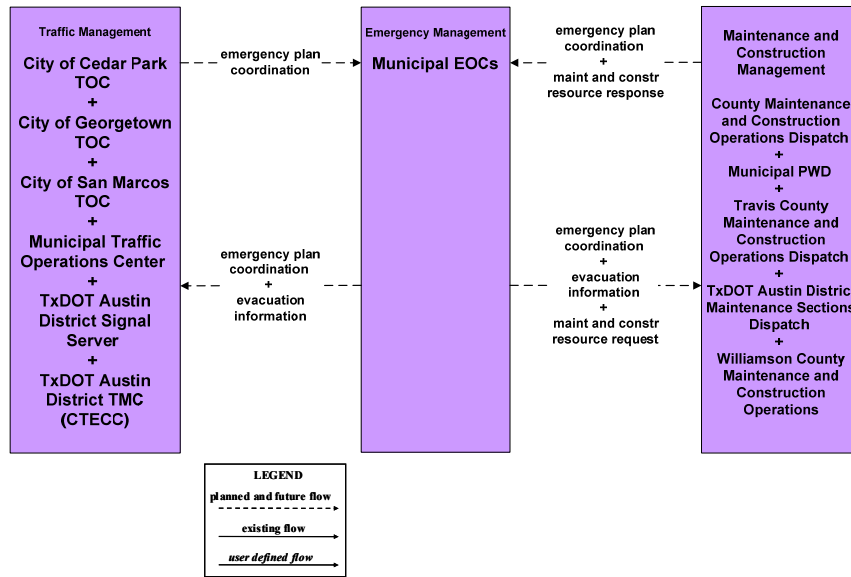 Traffic Management
City of Cedar Park
TOC
+
City of Georgetown
TOC
+
City of San Marcos
TOC
+
Municipal Traffic
Operations Center
+
TxDOT Austin
District Signal
Server
+
TxDOT Austin
District TMC
(CTECC)
emergency plan
coordination
emergency plan
coordination
+
evacuation
information
Emergency Management
Municipal EOCs
emergency plan
coordination
+
maint and constr
resource response
emergency plan
coordination
+
evacuation
information
+
maint and constr
resource request
Maintenance and
Construction
Management
County Maintenance
and Construction
Operations Dispatch
+
Municipal PWD
+
Travis County
Maintenance and
Construction
Operations Dispatch
+
TxDOT Austin District
Maintenance Sections
Dispatch
+
Williamson County
Maintenance and
Construction
Operations
LEGEND
planned and future flow
existing flow
user defined flow